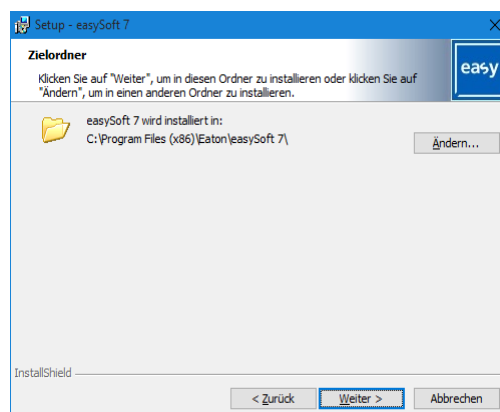 Setup - easySoft 7
Zielordner
Klicken Sie auf "Weiter", um in diesen Ordner zu installieren oder klicken Sie auf
"Ändern", um in einen anderen Ordner zu installieren.
easy
easySoft 7 wird installiert in:
C:\Program Files (x86)\Eaton\easySoft 7\
Ändern...
InstallShield
< Zurück
Weiter >
Abbrechen